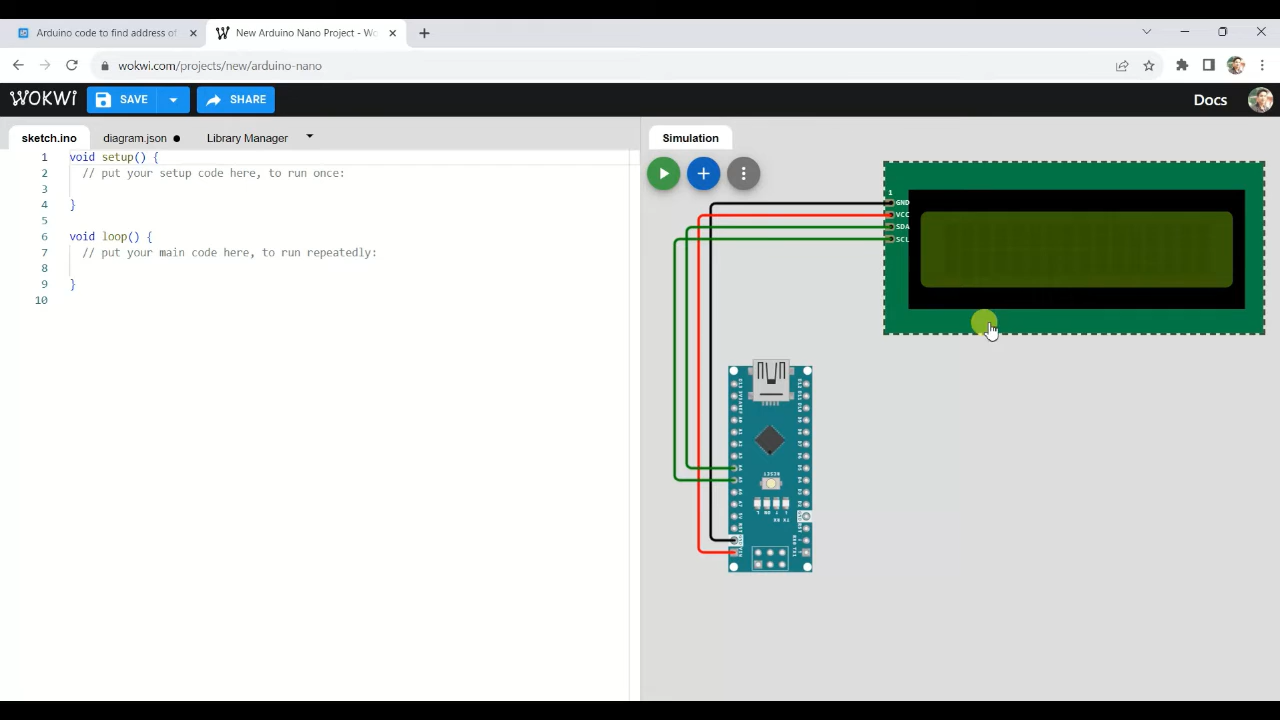 Arduino code to find address of
New Arduino Nano Project - Wo
wokwi.com/projects/new/arduino-nano
WOKWI
SAVE
SHARE
Docs
sketch.ino
diagram.json
Library Manager
Simulation
1 void setup() {
2 // put your setup code here, to run once:
3
4 }
5
6 void loop() {
7 // put your main code here, to run repeatedly:
8
9 }
10
1
GND
VCC
SDA
SCL
RESET